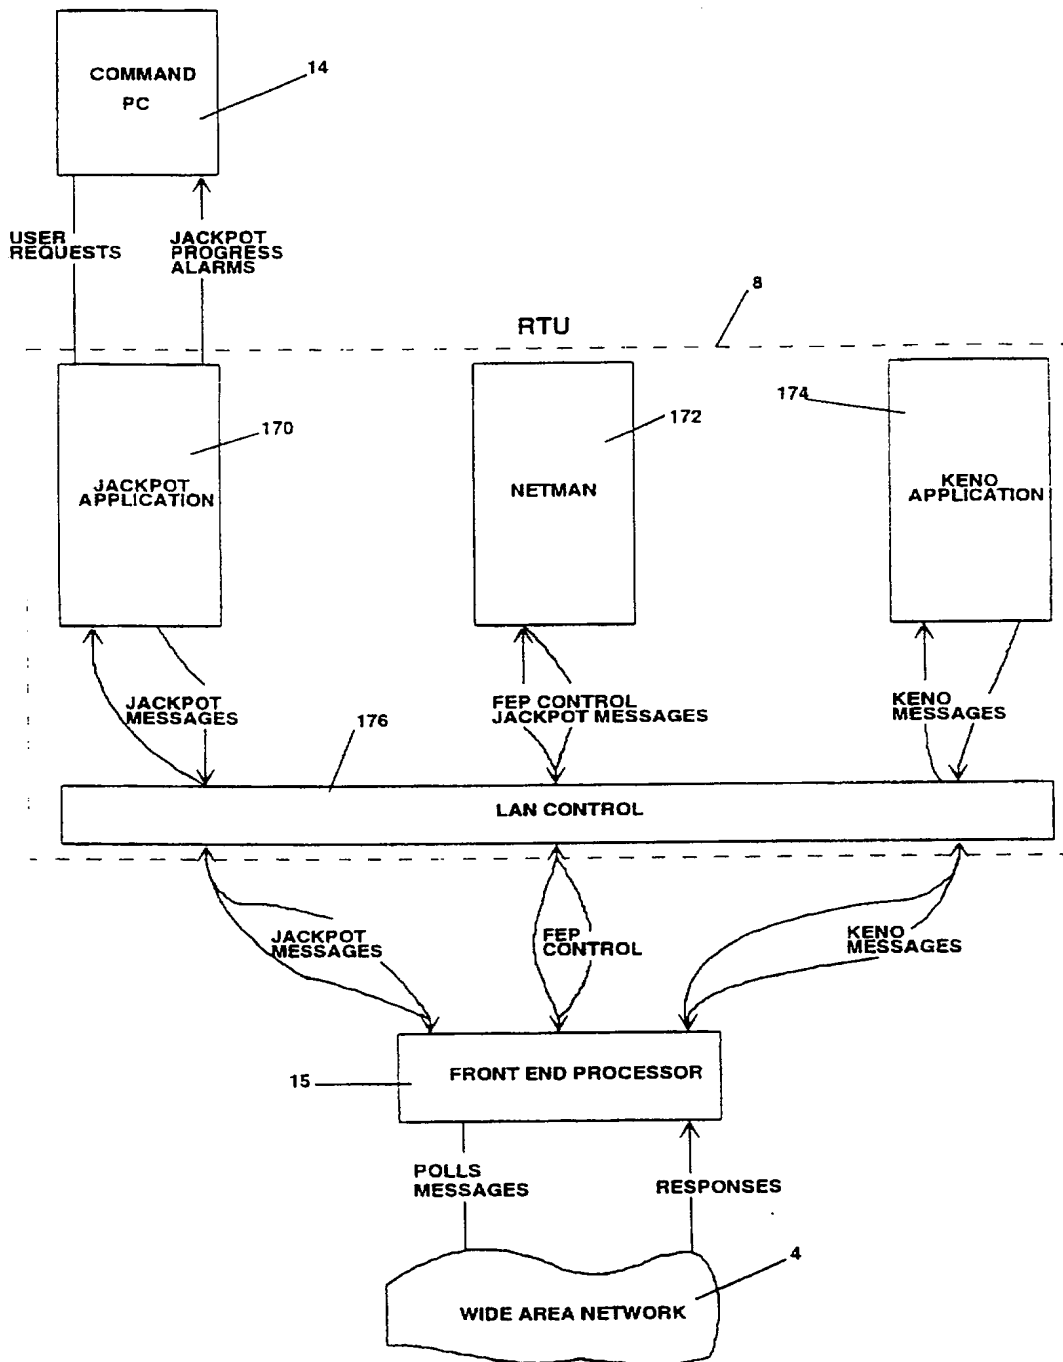 COMMAND
PC
14
USER
REQUESTS
JACKPOT
PROGRESS
ALARMS
8
RTU
170
JACKPOT
APPLICATION
172
NETMAN
174
KENO
APPLICATION
JACKPOT
MESSAGES
FEP CONTROL
JACKPOT MESSAGES
KENO
MESSAGES
176
LAN CONTROL
JACKPOT
MESSAGES
FEP
CONTROL
KENO
MESSAGES
15
FRONT END PROCESSOR
POLLS
MESSAGES
RESPONSES
4
WIDE AREA NETWORK